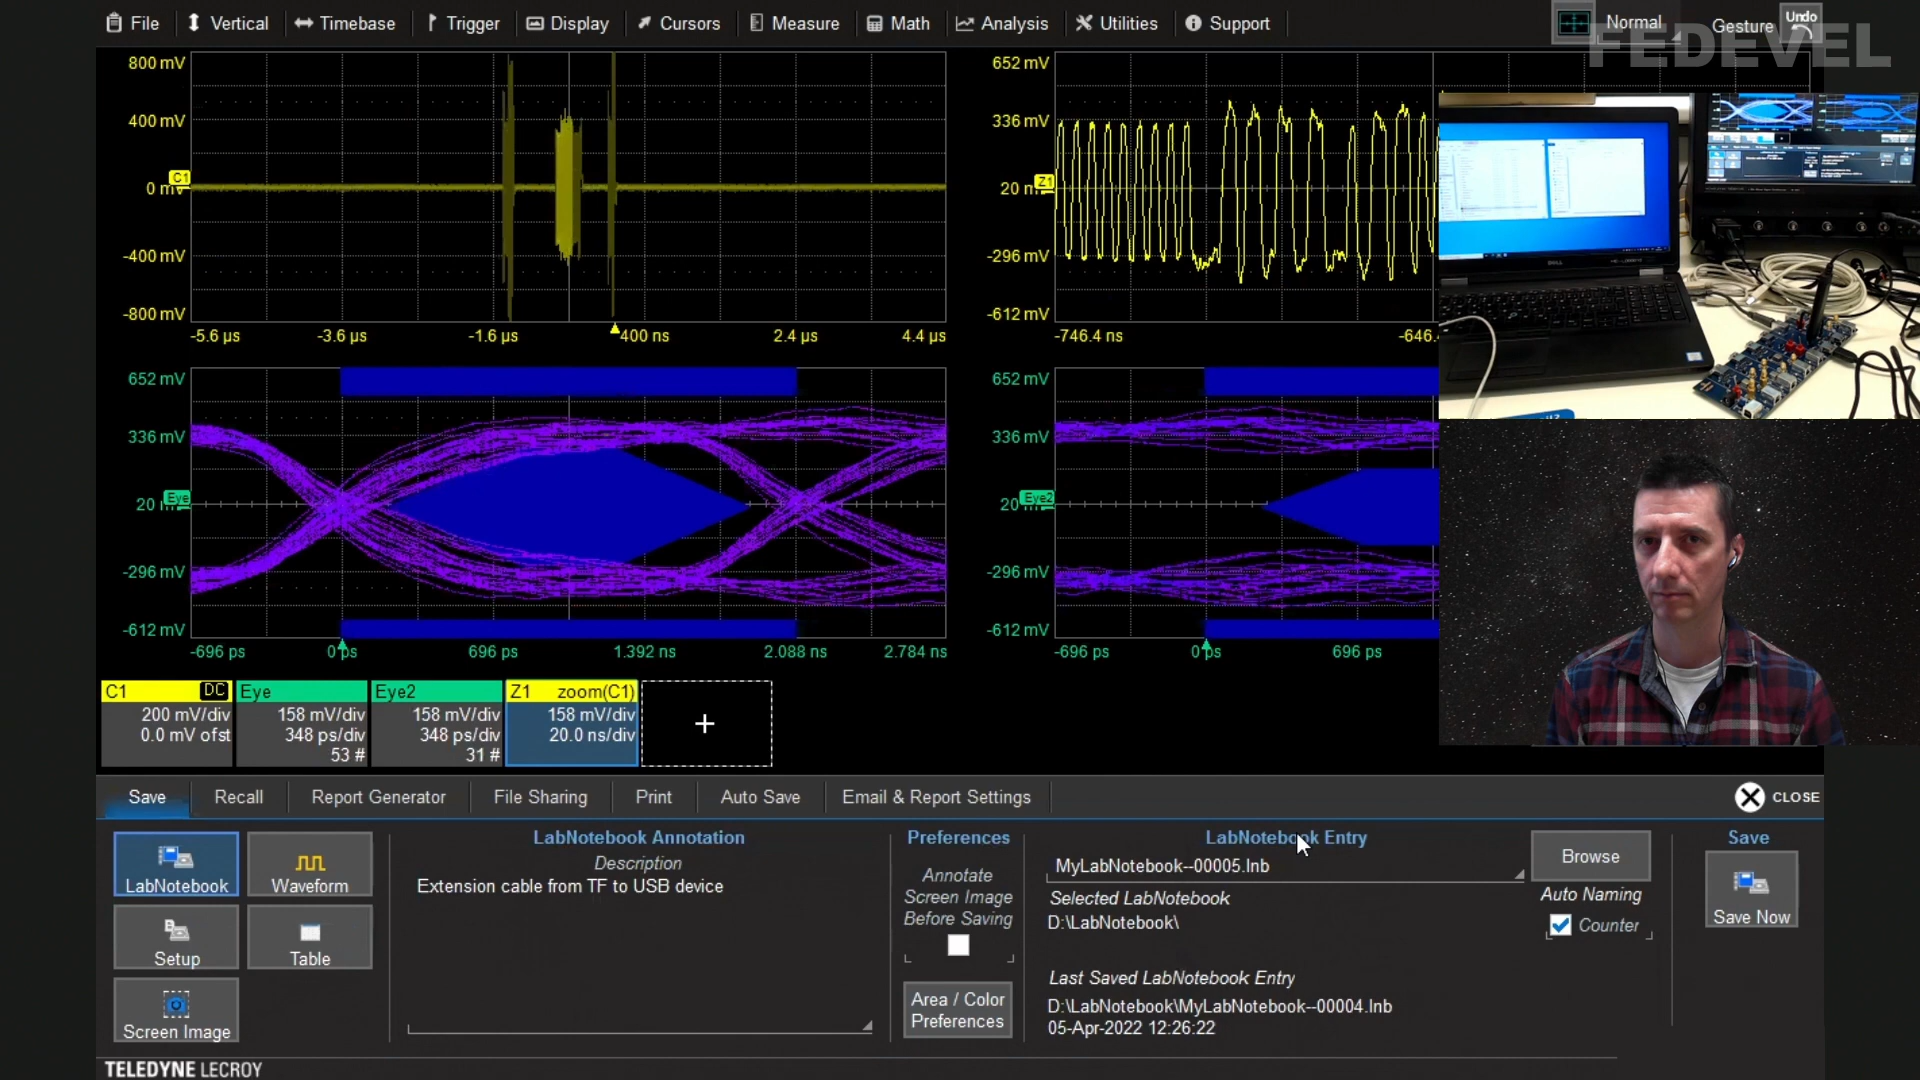 File
Vertical
Timebase
Trigger
Display
Cursors
Measure
Math
Analysis
Utilities
Support
Normal
Gesture
Undo
FEDEVEL
800 mV
400 mV
C1
0 mV
-400 mV
-800 mV
-5.6 µs
-3.6 µs
-1.6 µs
400 ns
2.4 µs
4.4 µs
652 mV
336 mV
Z1
20 m
-296 mV
-612 mV
-746.4 ns
-646.
652 mV
336 mV
20
Eye
-296 mV
-612 mV
-696 ps
0 ps
696 ps
1.392 ns
2.088 ns
2.784 ns
652 mV
336 mV
20
Eye2
-296 mV
-612 mV
-696 ps
0 ps
696 ps
C1 DC
200 mV/div
0.0 mV ofst
Eye
158 mV/div
348 ps/div
53 #
Eye2
158 mV/div
348 ps/div
31 #
Z1 zoom(C1)
158 mV/div
20.0 ns/div
+
Save
Recall
Report Generator
File Sharing
Print
Auto Save
Email & Report Settings
CLOSE
LabNotebook
Waveform
Setup
Table
Screen Image
LabNotebook Annotation
Description
Extension cable from TF to USB device
Preferences
Annotate
Screen Image
Before Saving
Area / Color
Preferences
LabNotebook Entry
MyLabNotebook--00005.lnb
Selected LabNotebook
D:\LabNotebook\
Last Saved LabNotebook Entry
D:\LabNotebook\MyLabNotebook--00004.lnb
05-Apr-2022 12:26:22
Browse
Auto Naming
Counter
Save
Save Now
TELEDYNE LECROY